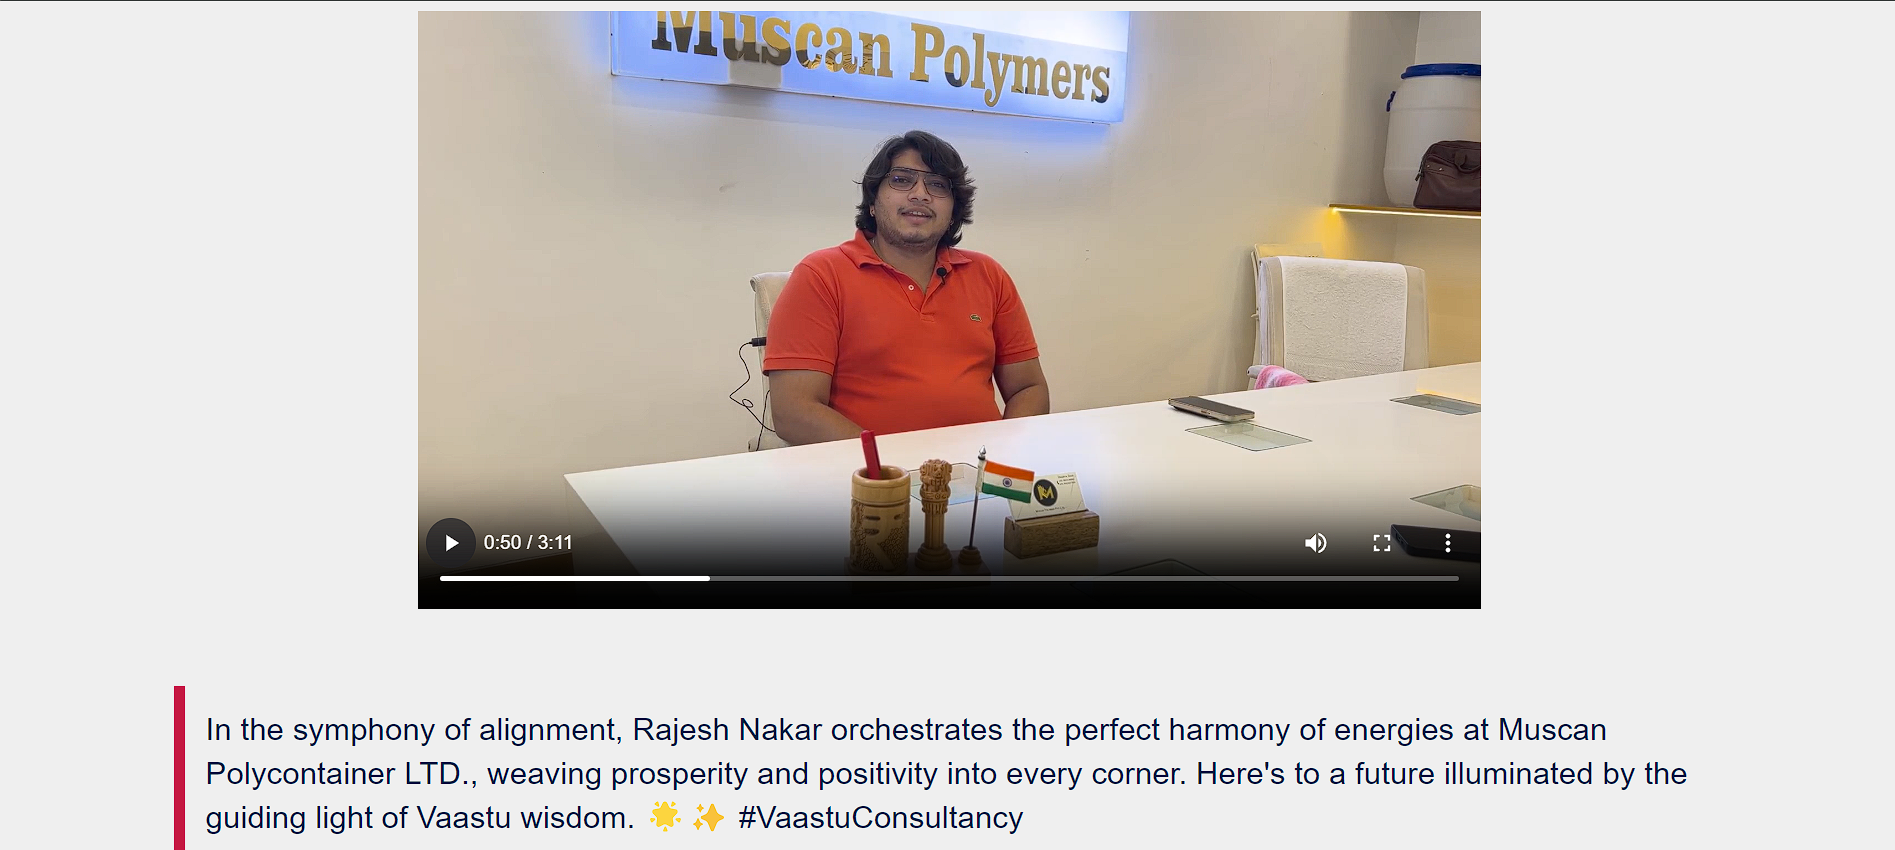 Muscan Polymers
0:50 / 3:11
In the symphony of alignment, Rajesh Nakar orchestrates the perfect harmony of energies at Muscan
Polycontainer LTD., weaving prosperity and positivity into every corner. Here's to a future illuminated by the
guiding light of Vaastu wisdom. 🌟✨ #VaastuConsultancy